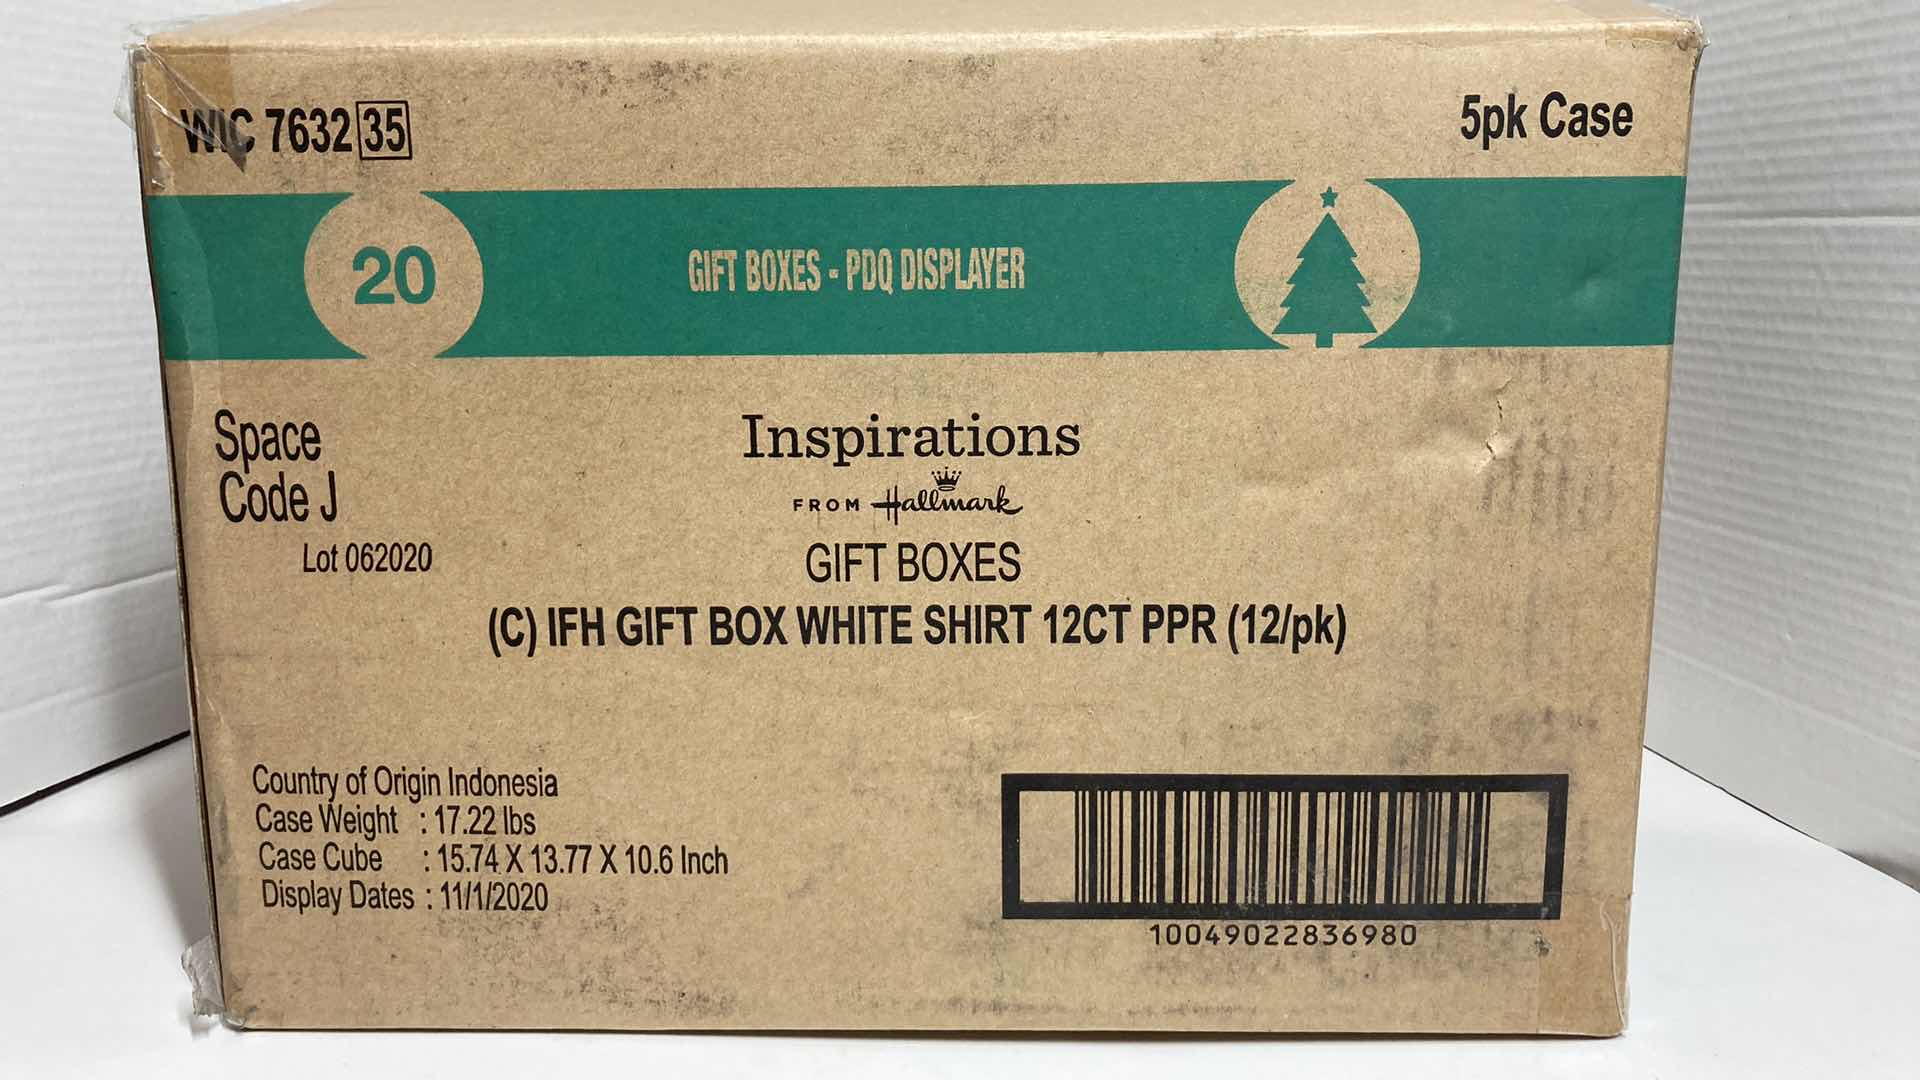 WIC 7632 35
5pk Case
20
GIFT BOXES - PDQ DISPLAYER
Space
Code J
Lot 062020
Inspirations
FROM Hallmark
GIFT BOXES
(C) IFH GIFT BOX WHITE SHIRT 12CT PPR (12/pk)
Country of Origin Indonesia
Case Weight : 17.22 lbs
Case Cube : 15.74 X 13.77 X 10.6 Inch
Display Dates : 11/1/2020
10049022836980